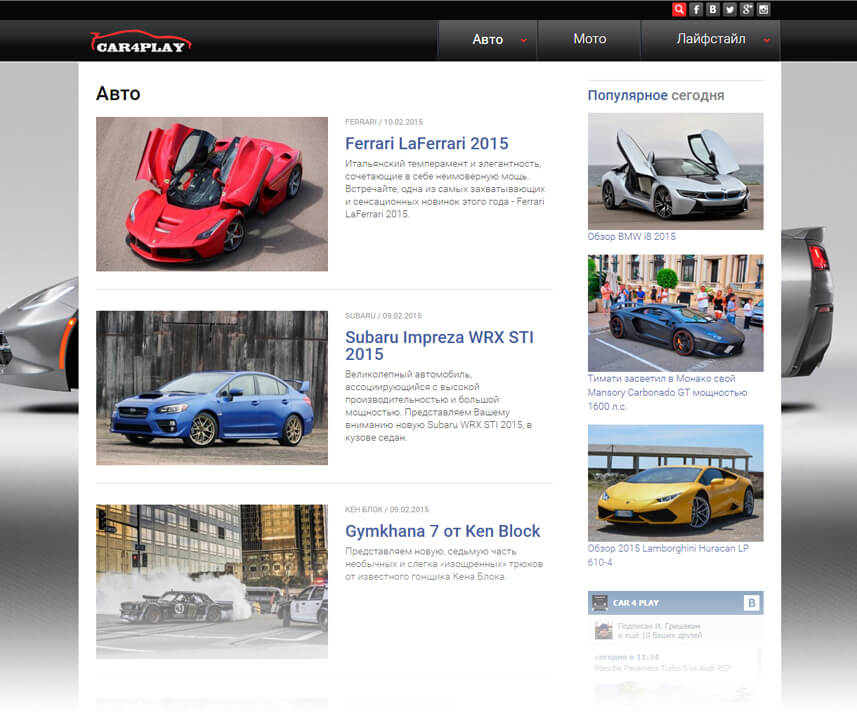 CAR4PLAY
Авто
Мото
Лайфстайл
Авто
FERRARI / 10.02.2015
Ferrari LaFerrari 2015
Итальянский темперамент и элегантность,
сочетающие в себе неимоверную мощь.
Встречайте, одна из самых захватывающих
и сенсационных новинок этого года - Ferrari
LaFerrari 2015.
SUBARU / 09.02.2015
Subaru Impreza WRX STI
2015
Великолепный автомобиль,
ассоциирующийся с высокой
производительностью и большой
мощностью. Представляем Вашему
вниманию новую Subaru WRX STI 2015, в
кузове седан.
КЕН БЛОК / 09.02.2015
Gymkhana 7 от Ken Block
Представляем новую, седьмую часть
необычных и слегка «изощренных» трюков
от известного гонщика Кена Блока.
Популярное сегодня
Обзор BMW i8 2015
Тимати засветил в Монако свой
Mansory Carbonado GT мощностью
1600 л.с.
Обзор 2015 Lamborghini Huracan LP
610-4
CAR 4 PLAY
Подписан И. Гришакин
и ещё 10 Ваших друзей
сегодня в 11:34
Porsche Panamera Turbo S vs Audi RS7